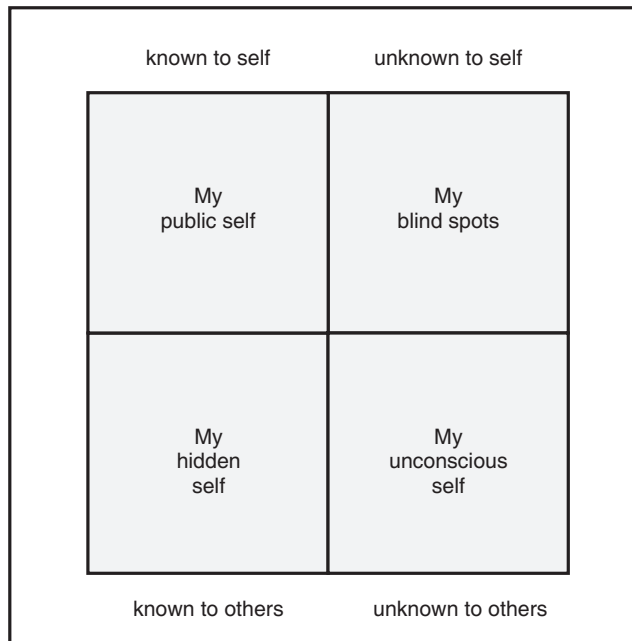 known to self
unknown to self
My
public self
My
blind spots
My
hidden
self
My
unconscious
self
known to others
unknown to others